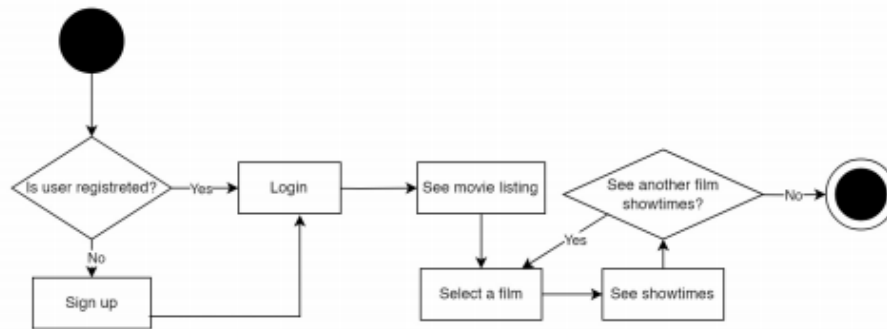 Is user registreted?
Yes
Login
See movie listing
See another film
showtimes?
No
Yes
No
Sign up
Select a film
See showtimes